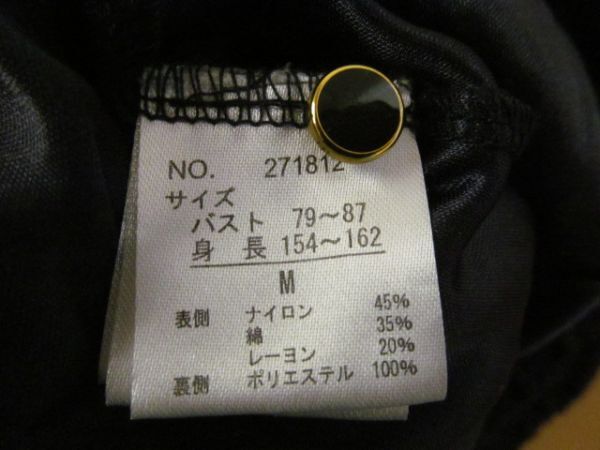 NO. 271812
サイズ
バスト 79～87
身長 154～162
M
表側 ナイロン 45%
綿 35%
レーヨン 20%
裏側 ポリエステル 100%